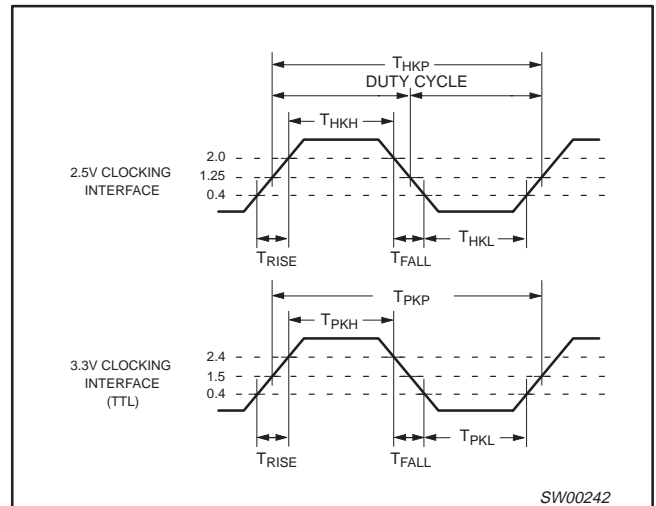 THKP
DUTY CYCLE
THKH
2.5V CLOCKING
INTERFACE
2.0
1.25
0.4
TRISE
TFALL
THKL
TPKP
TPKH
3.3V CLOCKING
INTERFACE
(TTL)
2.4
1.5
0.4
TRISE
TFALL
TPKL
SW00242